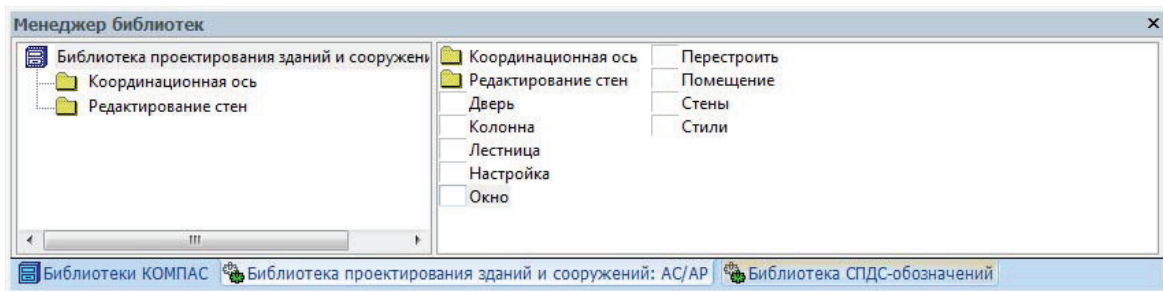 Менеджер библиотек
Библиотека проектирования зданий и сооружени
Координационная ось
Редактирование стен
Координационная ось
Редактирование стен
Дверь
Колонна
Лестница
Настройка
Окно
Перестроить
Помещение
Стены
Стили
Библиотеки КОМПАС
Библиотека проектирования зданий и сооружений: АС/АР
Библиотека СПДС-обозначений